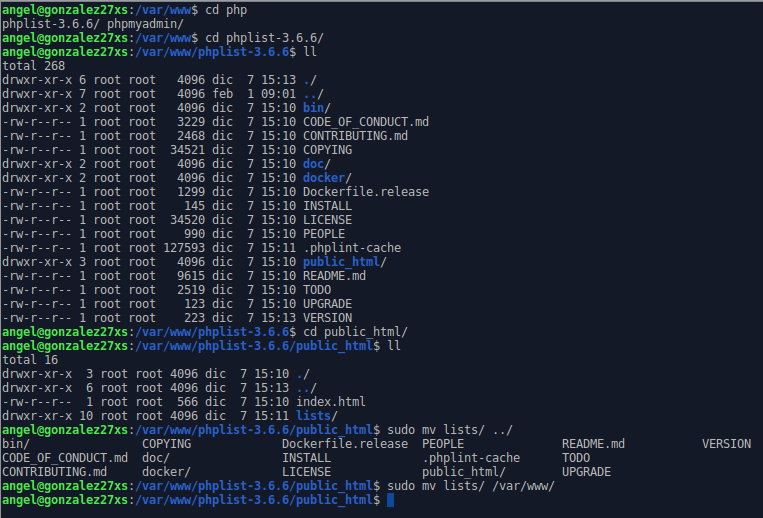 angel@gonzalez27xs:/var/www$ cd php
phplist-3.6.6/ phpmyadmin/
angel@gonzalez27xs:/var/www$ cd phplist-3.6.6/
angel@gonzalez27xs:/var/www/phplist-3.6.6$ ll
total 268
drwxr-xr-x 6 root root   4096 dic  7 15:13 ./
drwxr-xr-x 7 root root   4096 feb  1 09:01 ../
drwxr-xr-x 2 root root   4096 dic  7 15:10 bin/
-rw-r--r-- 1 root root   3229 dic  7 15:10 CODE_OF_CONDUCT.md
-rw-r--r-- 1 root root   2468 dic  7 15:10 CONTRIBUTING.md
-rw-r--r-- 1 root root  34521 dic  7 15:10 COPYING
drwxr-xr-x 2 root root   4096 dic  7 15:10 doc/
drwxr-xr-x 2 root root   4096 dic  7 15:10 docker/
-rw-r--r-- 1 root root   1299 dic  7 15:10 Dockerfile.release
-rw-r--r-- 1 root root    145 dic  7 15:10 INSTALL
-rw-r--r-- 1 root root  34520 dic  7 15:10 LICENSE
-rw-r--r-- 1 root root    990 dic  7 15:10 PEOPLE
-rw-r--r-- 1 root root 127593 dic  7 15:11 .phplint-cache
drwxr-xr-x 3 root root   4096 dic  7 15:10 public_html/
-rw-r--r-- 1 root root   9615 dic  7 15:10 README.md
-rw-r--r-- 1 root root   2519 dic  7 15:10 TODO
-rw-r--r-- 1 root root    123 dic  7 15:10 UPGRADE
-rw-r--r-- 1 root root    223 dic  7 15:13 VERSION
angel@gonzalez27xs:/var/www/phplist-3.6.6$ cd public_html/
angel@gonzalez27xs:/var/www/phplist-3.6.6/public_html$ ll
total 16
drwxr-xr-x  3 root root 4096 dic  7 15:10 ./
drwxr-xr-x  6 root root 4096 dic  7 15:13 ../
-rw-r--r--  1 root root  566 dic  7 15:10 index.html
drwxr-xr-x 10 root root 4096 dic  7 15:11 lists/
angel@gonzalez27xs:/var/www/phplist-3.6.6/public_html$ sudo mv lists/ ../
bin/                COPYING             Dockerfile.release  PEOPLE              README.md           VERSION
CODE_OF_CONDUCT.md  doc/                INSTALL             .phplint-cache      TODO
CONTRIBUTING.md     docker/             LICENSE             public_html/        UPGRADE
angel@gonzalez27xs:/var/www/phplist-3.6.6/public_html$ sudo mv lists/ /var/www/
angel@gonzalez27xs:/var/www/phplist-3.6.6/public_html$